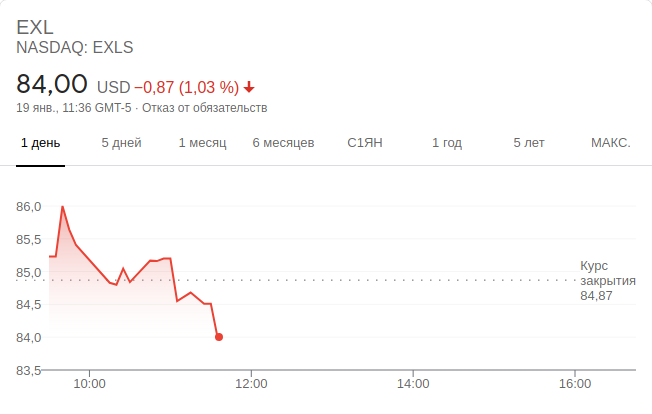 EXL
NASDAQ: EXLS
84,00 USD −0,87 (1,03 %)
19 янв., 11:36 GMT-5 · Отказ от обязательств
1 день 5 дней 1 месяц 6 месяцев С1ЯН 1 год 5 лет МАКС.
86,0
85,5
85,0
84,5
84,0
83,5
Курс
закрытия
84,87
10:00 12:00 14:00 16:00